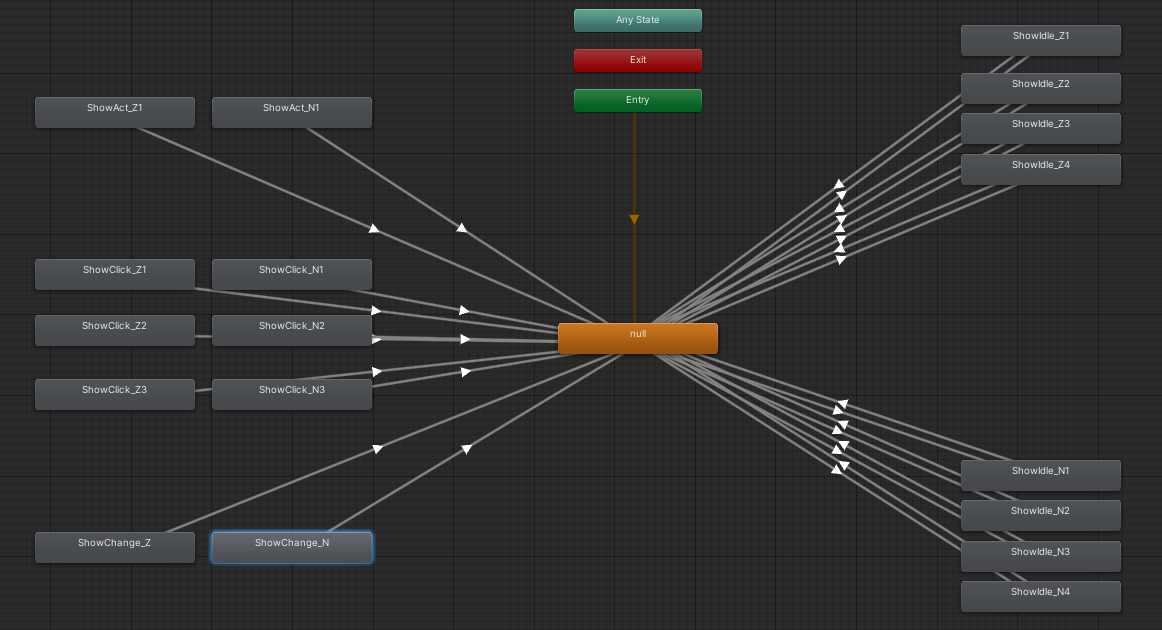 Any State
Exit
Entry
ShowIdle_Z1
ShowIdle_Z2
ShowIdle_Z3
ShowIdle_Z4
ShowAct_Z1
ShowAct_N1
ShowClick_Z1
ShowClick_N1
ShowClick_Z2
ShowClick_N2
null
ShowClick_Z3
ShowClick_N3
ShowIdle_N1
ShowIdle_N2
ShowChange_Z
ShowChange_N
ShowIdle_N3
ShowIdle_N4